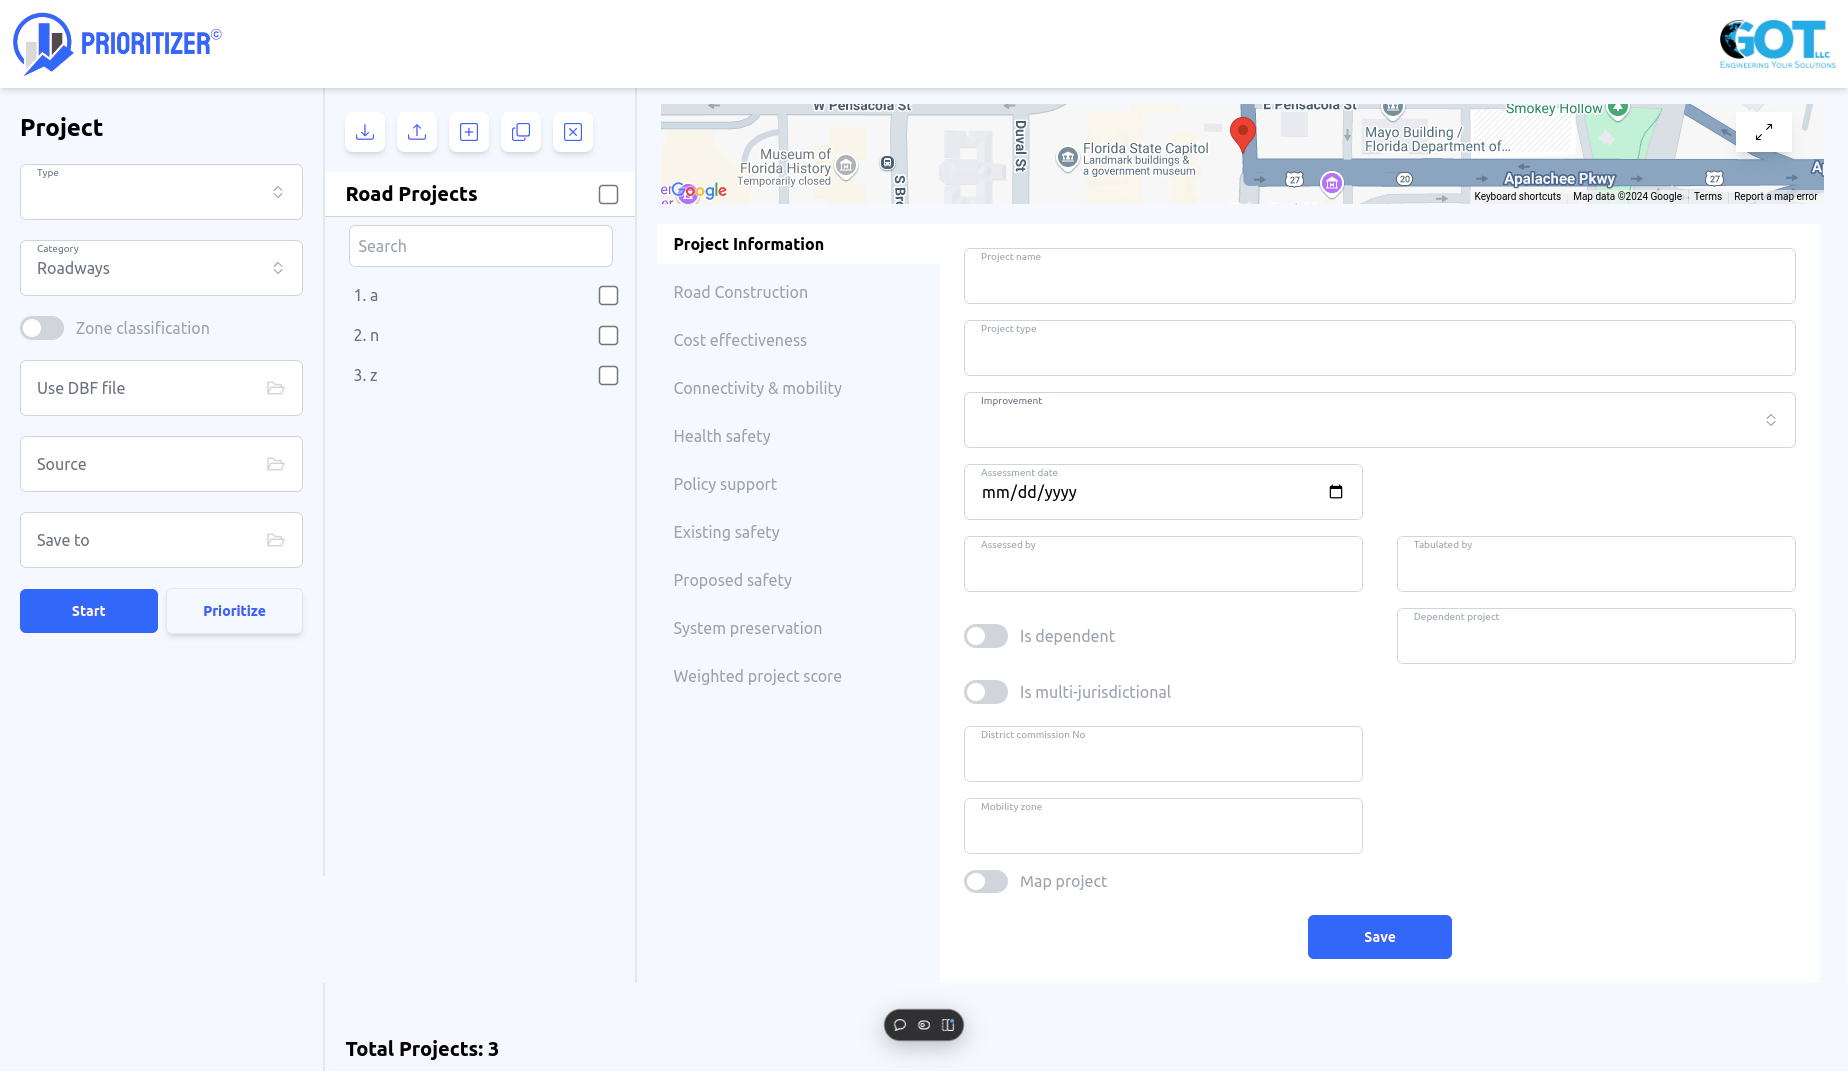 PRIORITIZER©
GOT LLC
Engineering Your Solutions
Project
Type
Category
Roadways
Zone classification
Use DBF file
Source
Save to
Start
Prioritize
Road Projects
Search
1. a
2. n
3. z
Total Projects: 3
W Pensacola St
E Pensacola St
Smokey Hollow
Museum of
Florida History
Temporarily closed
Duval St
S Bro
Florida State Capitol
Landmark buildings &
a government museum
Mayo Building /
Florida Department of...
27
20
27
Apalachee Pkwy
Google
Keyboard shortcuts
Map data ©2024 Google
Terms
Report a map error
Project Information
Road Construction
Cost effectiveness
Connectivity & mobility
Health safety
Policy support
Existing safety
Proposed safety
System preservation
Weighted project score
Project name
Project type
Improvement
Assessment date
mm/dd/yyyy
Assessed by
Tabulated by
Is dependent
Dependent project
Is multi-jurisdictional
District commission No
Mobility zone
Map project
Save